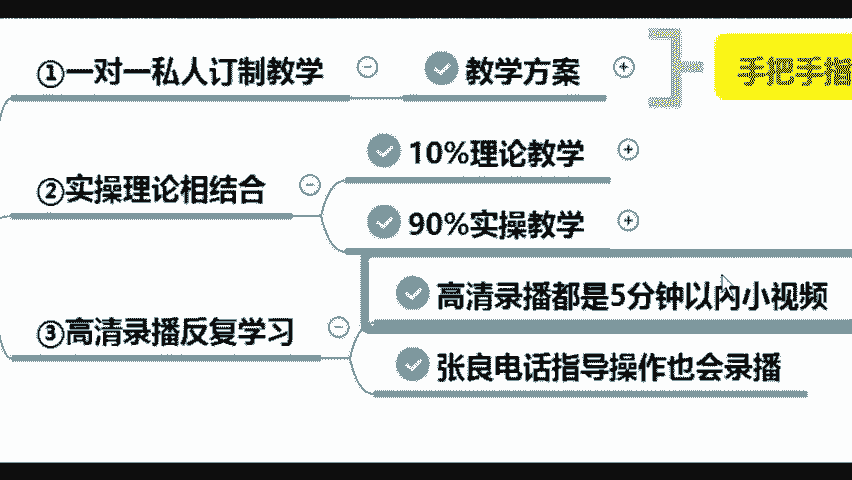 ①一对一私人订制教学
教学方案
手把手指
②实操理论相结合
10%理论教学
90%实操教学
③高清录播反复学习
高清录播都是5分钟以内小视频
张良电话指导操作也会录播